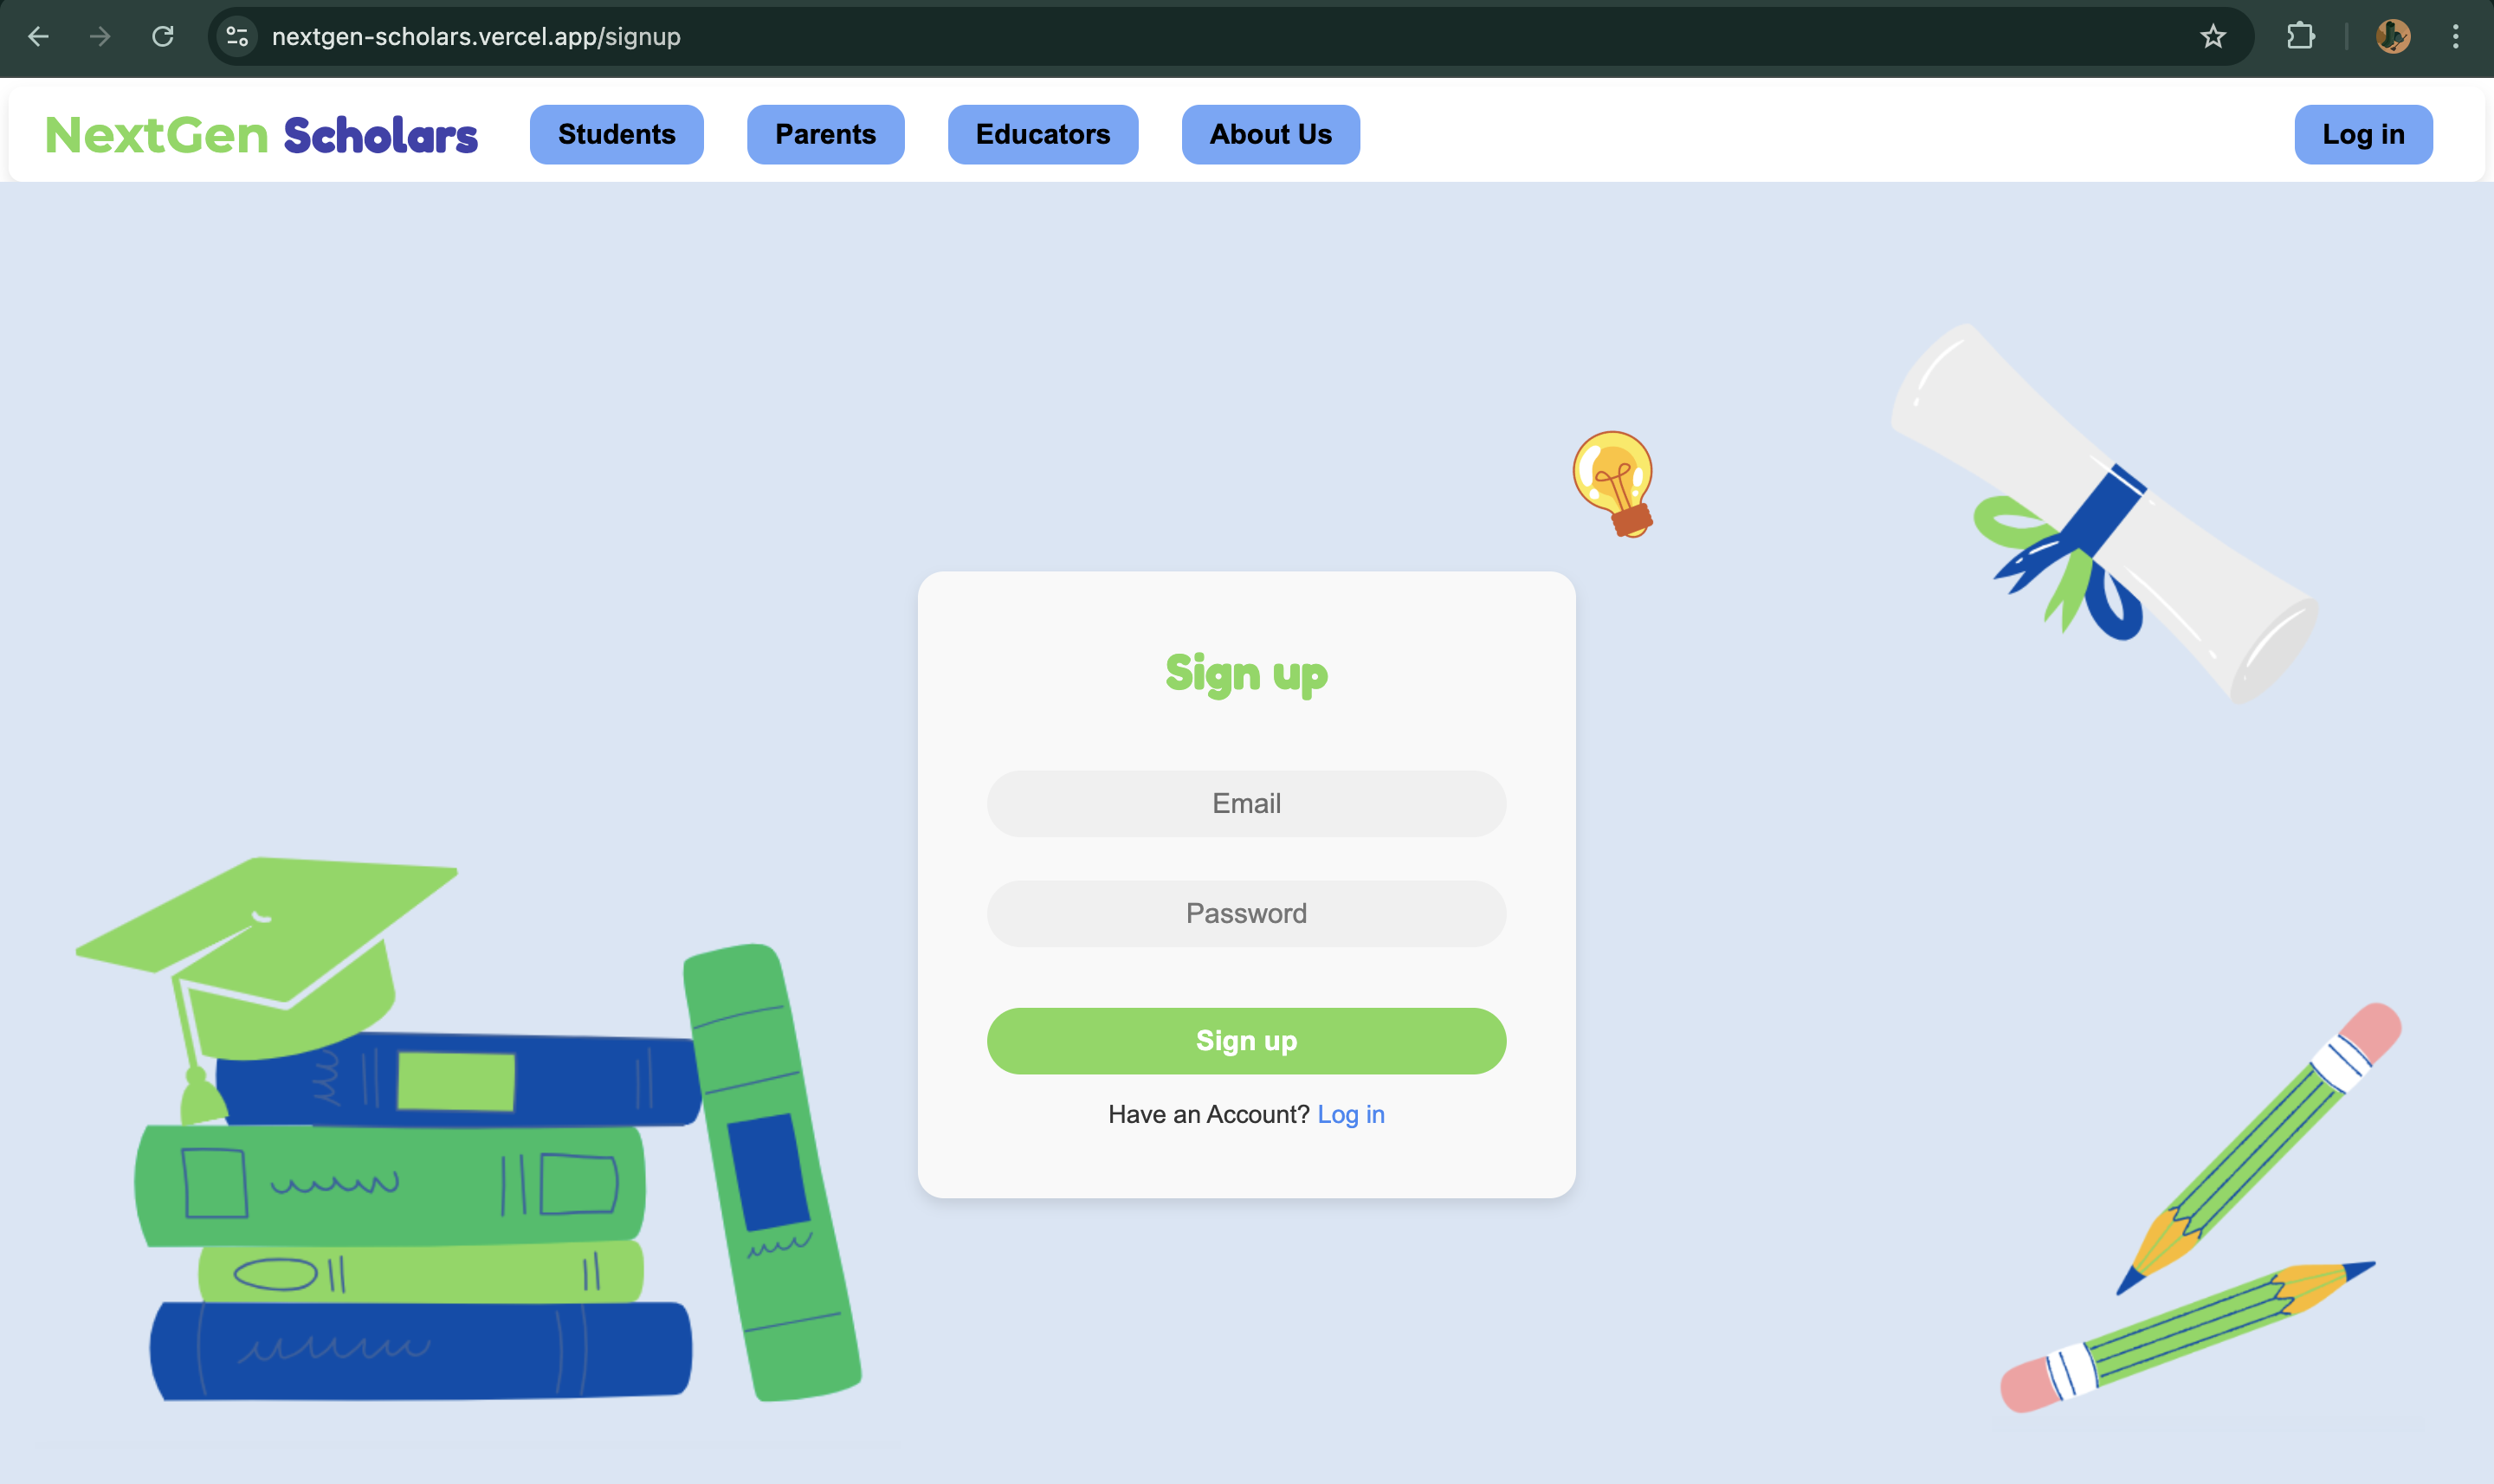 nextgen-scholars.vercel.app/signup
NextGen Scholars Students Parents Educators About Us Log in
Sign up
Email
Password
Sign up
Have an Account? Log in